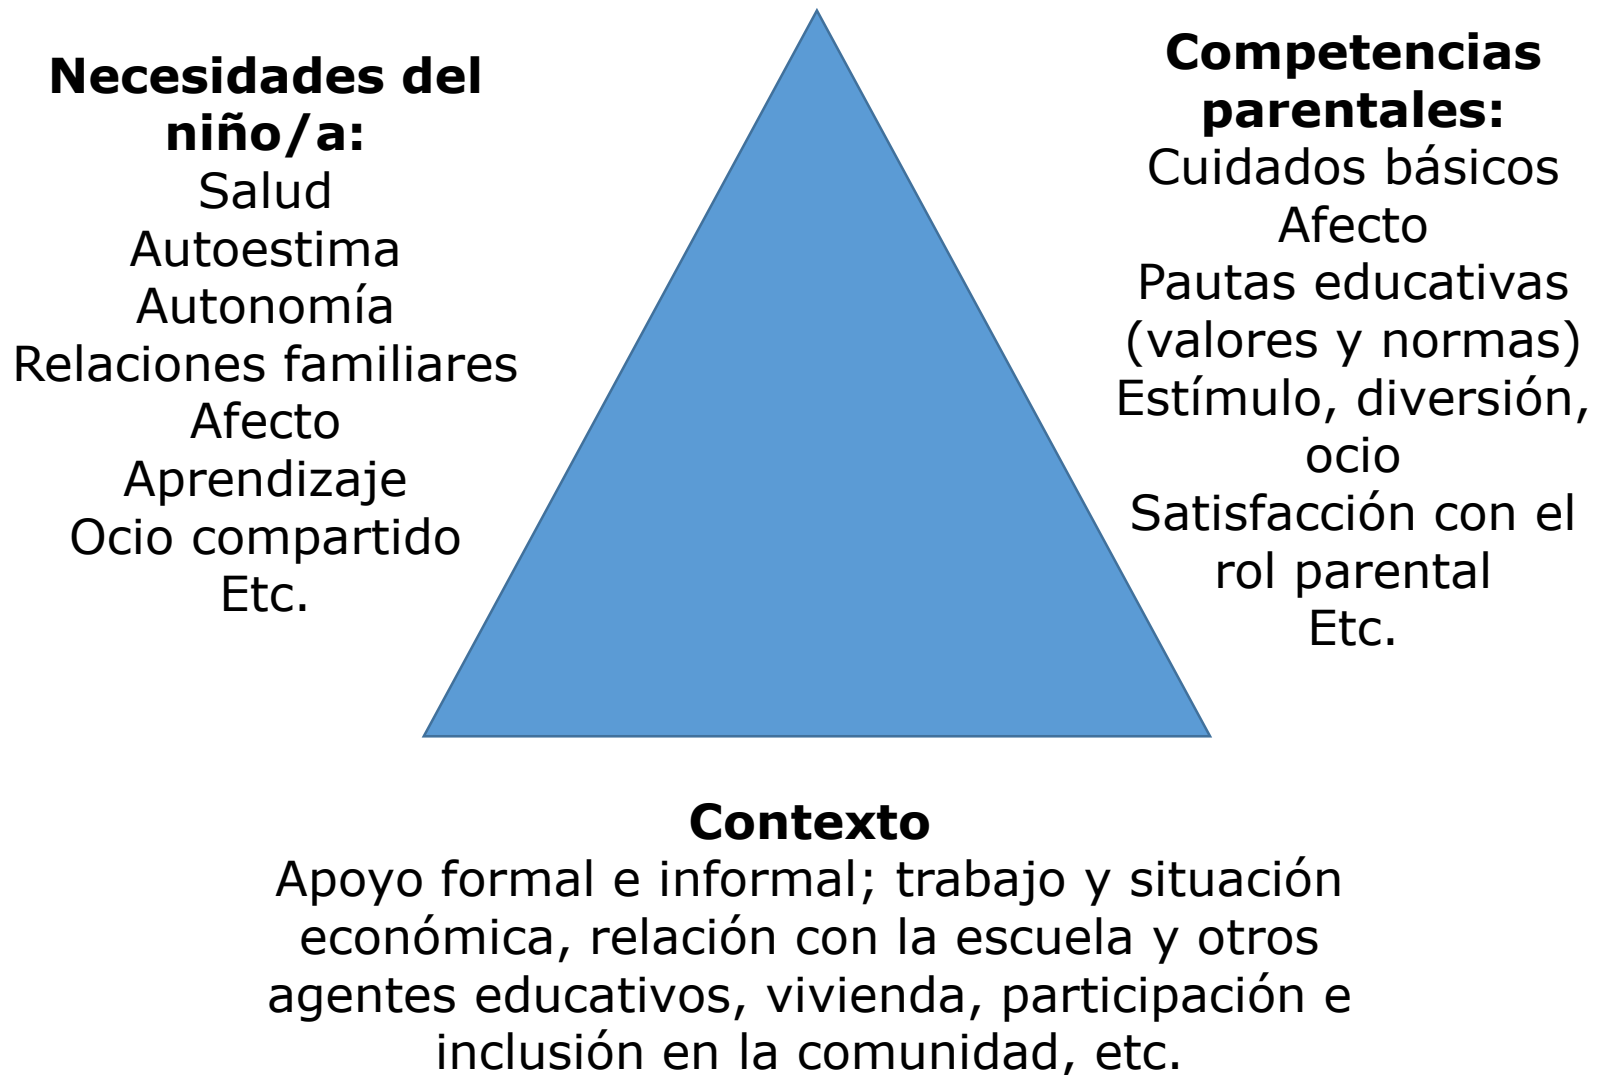 Necesidades del
niño/a:
Salud
Autoestima
Autonomía
Relaciones familiares
Afecto
Aprendizaje
Ocio compartido
Etc.
Competencias
parentales:
Cuidados básicos
Afecto
Pautas educativas
(valores y normas)
Estímulo, diversión,
ocio
Satisfacción con el
rol parental
Etc.
Contexto
Apoyo formal e informal; trabajo y situación
económica, relación con la escuela y otros
agentes educativos, vivienda, participación e
inclusión en la comunidad, etc.